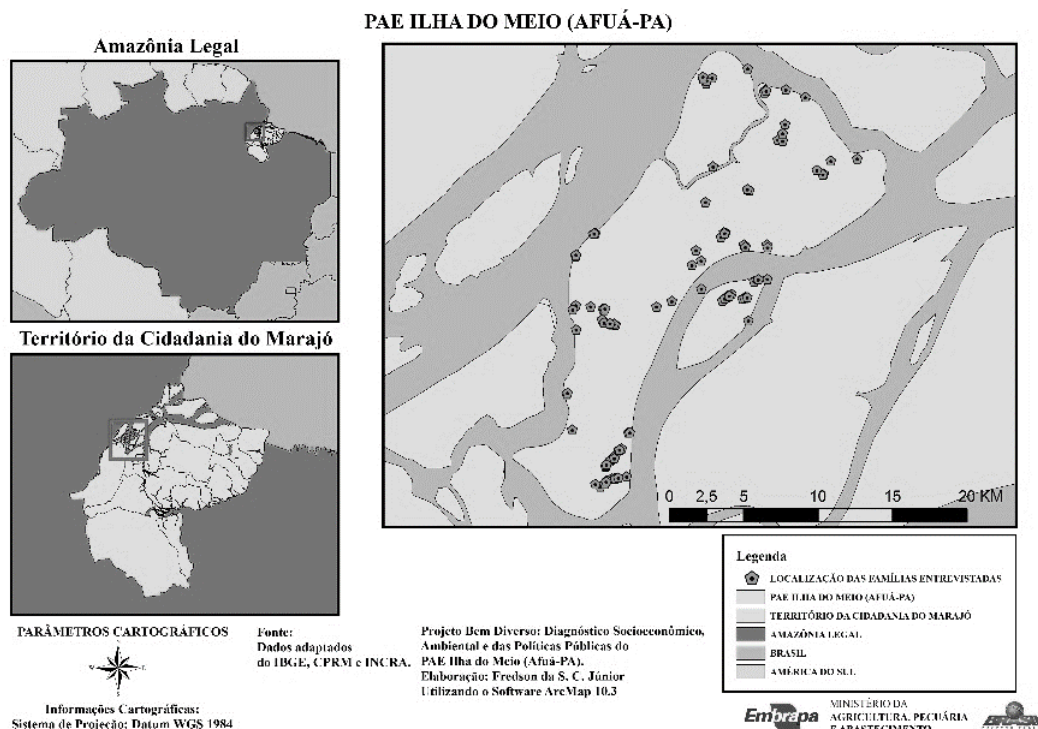 PAE ILHA DO MEIO (AFUÁ-PA)
Amazônia Legal
Território da Cidadania do Marajó
0 2,5 5 10 15 20 KM
Legenda
LOCALIZAÇÃO DAS FAMÍLIAS ENTREVISTADAS
PAE ILHA DO MEIO (AFUÁ-PA)
TERRITÓRIO DA CIDADANIA DO MARAJÓ
AMAZÔNIA LEGAL
BRASIL
AMÉRICA DO SUL
PARÂMETROS CARTOGRÁFICOS
N
S
Informações Cartográficas:
Sistema de Projeção: Datum WGS 1984
Fonte:
Dados adaptados
do IBGE, CPRM e INCRA.
Projeto Bem Diverso: Diagnóstico Socioeconômico,
Ambiental e das Políticas Públicas do
PAE Ilha do Meio (Afuá-PA).
Elaboração: Fredson da S. C. Júnior
Utilizando o Software ArcMap 10.3
Embrapa
MINISTÉRIO DA
AGRICULTURA, PECUÁRIA
E ABASTECIMENTO